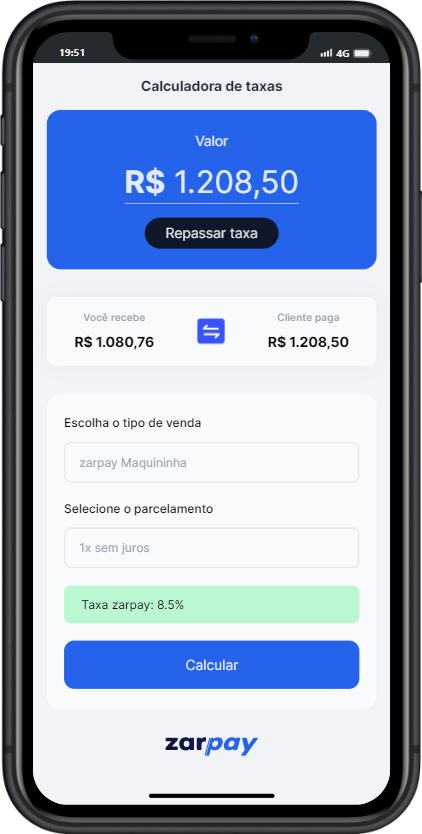 19:51
4G
Calculadora de taxas
Valor
R$ 1.208,50
Repassar taxa
Você recebe
Cliente paga
R$ 1.080,76
R$ 1.208,50
Escolha o tipo de venda
zarpay Maquininha
Selecione o parcelamento
1x sem juros
Taxa zarpay: 8.5%
Calcular
zarpay